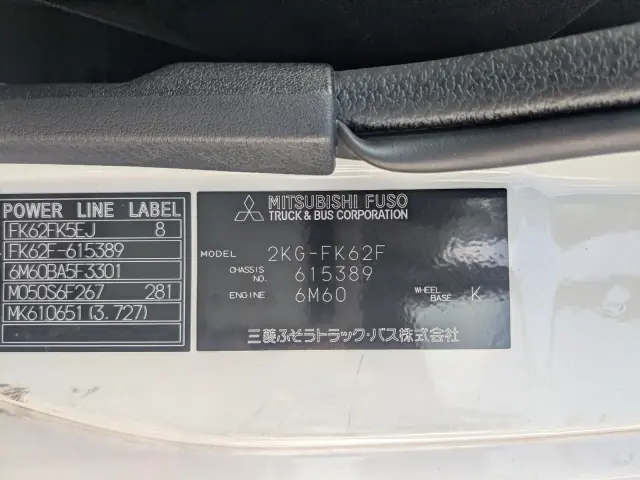 POWER LINE LABEL
FK62FK5EJ 8
FK62F-615389
6M60BA5F3301
M050S6F267 281
MK610651(3.727)
MITSUBISHI FUSO
TRUCK & BUS CORPORATION
MODEL 2KG-FK62F
CHASSIS NO. 615389
ENGINE 6M60 WHEEL BASE K
三菱ふそうトラック・バス株式会社